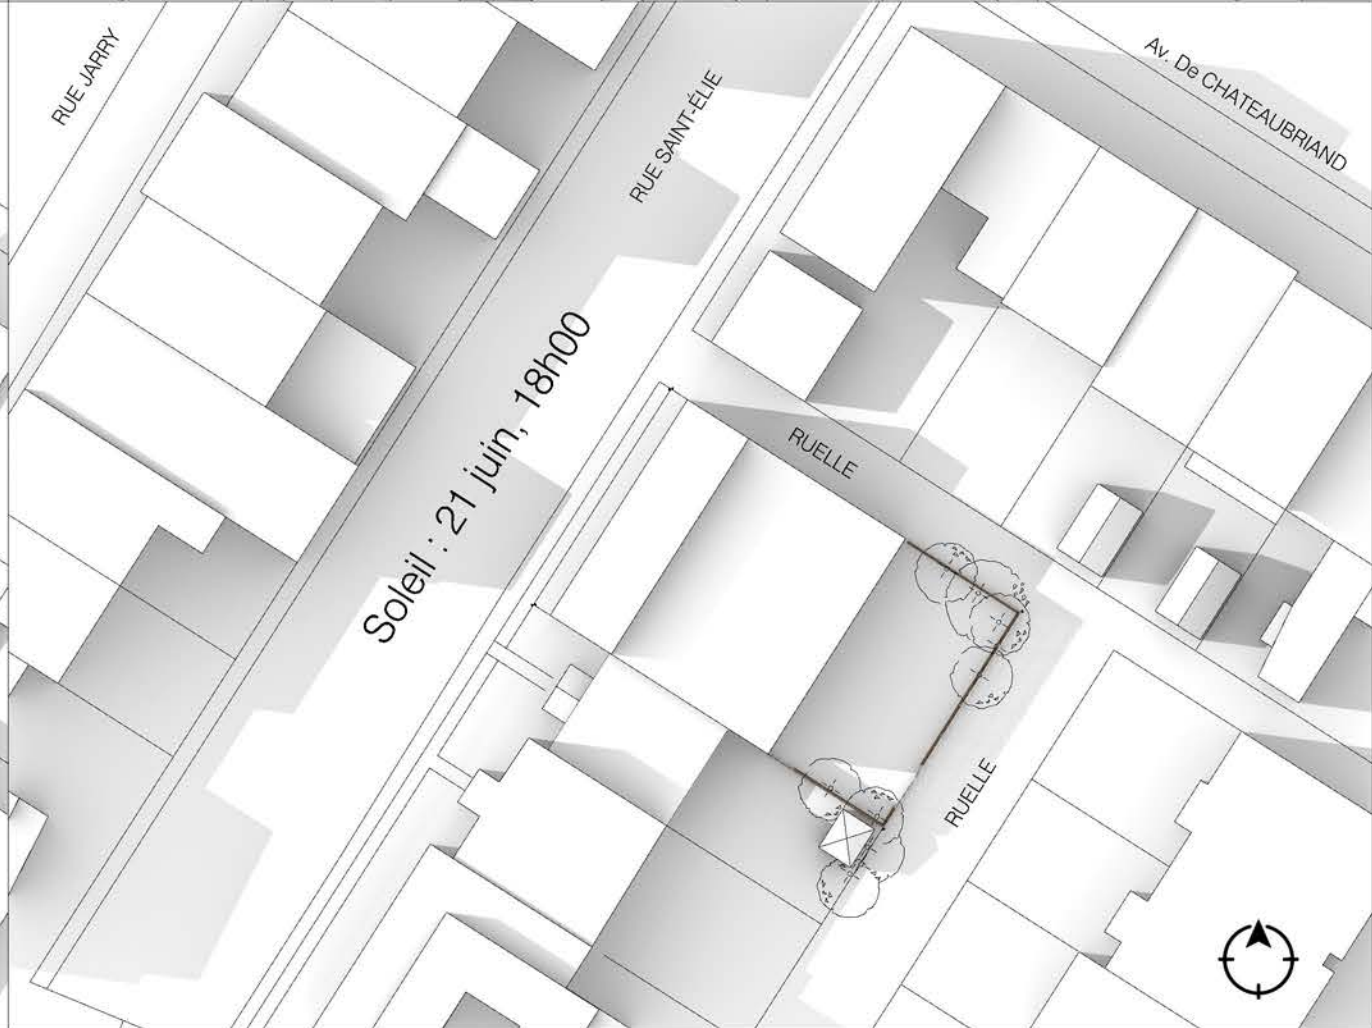 RUE JARRY
RUE SAINT-ÉLIE
Av. De CHATEAUBRIAND
Soleil : 21 juin, 18h00
RUELLE
RUELLE